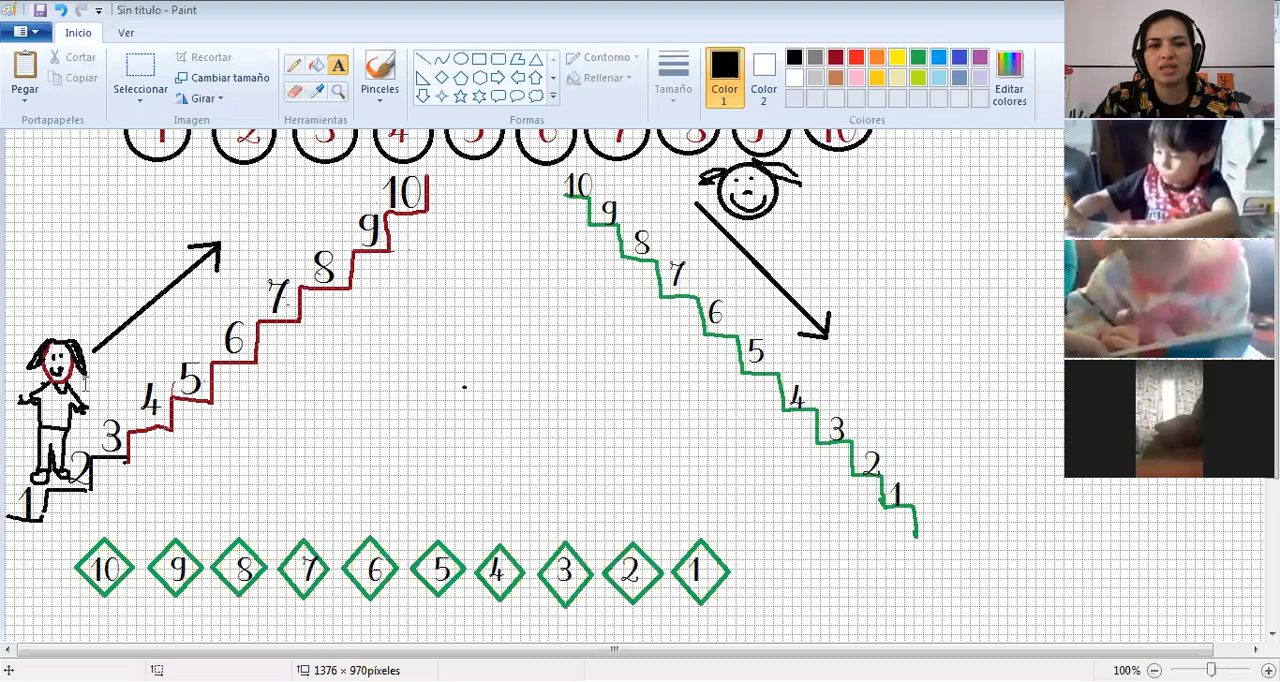 Sin título - Paint
Inicio Ver
Pegar
Cortar
Copiar
Portapapeles
Seleccionar
Recortar
Cambiar tamaño
Girar
Imagen
A
Herramientas
Pinceles
Formas
Contorno
Rellenar
Tamaño
Color 1
Color 2
Editar colores
Colores
1 2 3 4 5 6 7 8 9 10
1 2 3 4 5 6 7 8 9 10
10 9 8 7 6 5 4 3 2 1
10 9 8 7 6 5 4 3 2 1
1376 × 970píxeles
100%